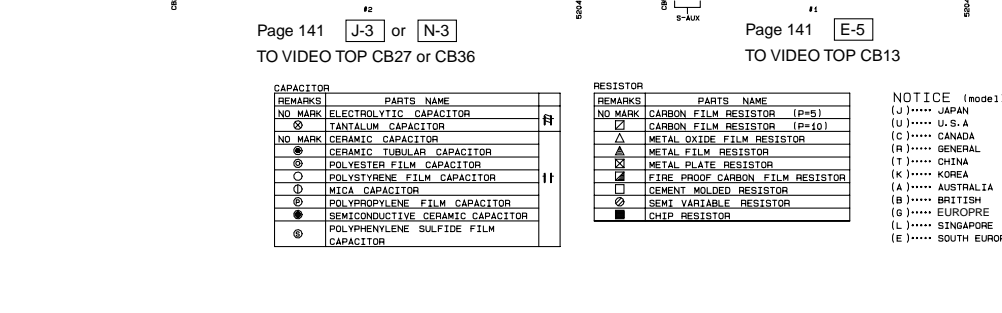 #2
S-AUX
#1
Page 141 J-3 or N-3
TO VIDEO TOP CB27 or CB36
Page 141 E-5
TO VIDEO TOP CB13
CAPACITOR
REMARKS PARTS NAME
NO MARK ELECTROLYTIC CAPACITOR
⊗ TANTALUM CAPACITOR
NO MARK CERAMIC CAPACITOR
CERAMIC TUBULAR CAPACITOR
◎ POLYESTER FILM CAPACITOR
○ POLYSTYRENE FILM CAPACITOR
MICA CAPACITOR
Ⓟ POLYPROPYLENE FILM CAPACITOR
SEMICONDUCTIVE CERAMIC CAPACITOR
Ⓢ POLYPHENYLENE SULFIDE FILM
CAPACITOR
RESISTOR
REMARKS PARTS NAME
NO MARK CARBON FILM RESISTOR (P=5)
CARBON FILM RESISTOR (P=10)
△ METAL OXIDE FILM RESISTOR
METAL FILM RESISTOR
METAL PLATE RESISTOR
FIRE PROOF CARBON FILM RESISTOR
□ CEMENT MOLDED RESISTOR
SEMI VARIABLE RESISTOR
■ CHIP RESISTOR
NOTICE (model
(J)····· JAPAN
(U)····· U.S.A
(C)····· CANADA
(R)····· GENERAL
(T)····· CHINA
(K)····· KOREA
(A)····· AUSTRALIA
(B)····· BRITISH
(G)····· EUROPRE
(L)····· SINGAPORE
(E)····· SOUTH EUROP